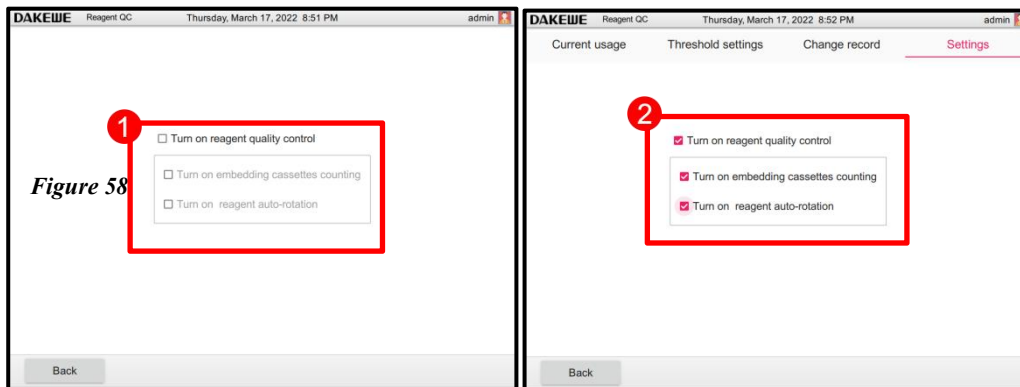 DAKEWE Reagent QC Thursday, March 17, 2022 8:51 PM admin
1
Turn on reagent quality control
Turn on embedding cassettes counting
Turn on reagent auto-rotation
Figure 58
Back
DAKEWE Reagent QC Thursday, March 17, 2022 8:52 PM admin
Current usage Threshold settings Change record Settings
2
Turn on reagent quality control
Turn on embedding cassettes counting
Turn on reagent auto-rotation
Back